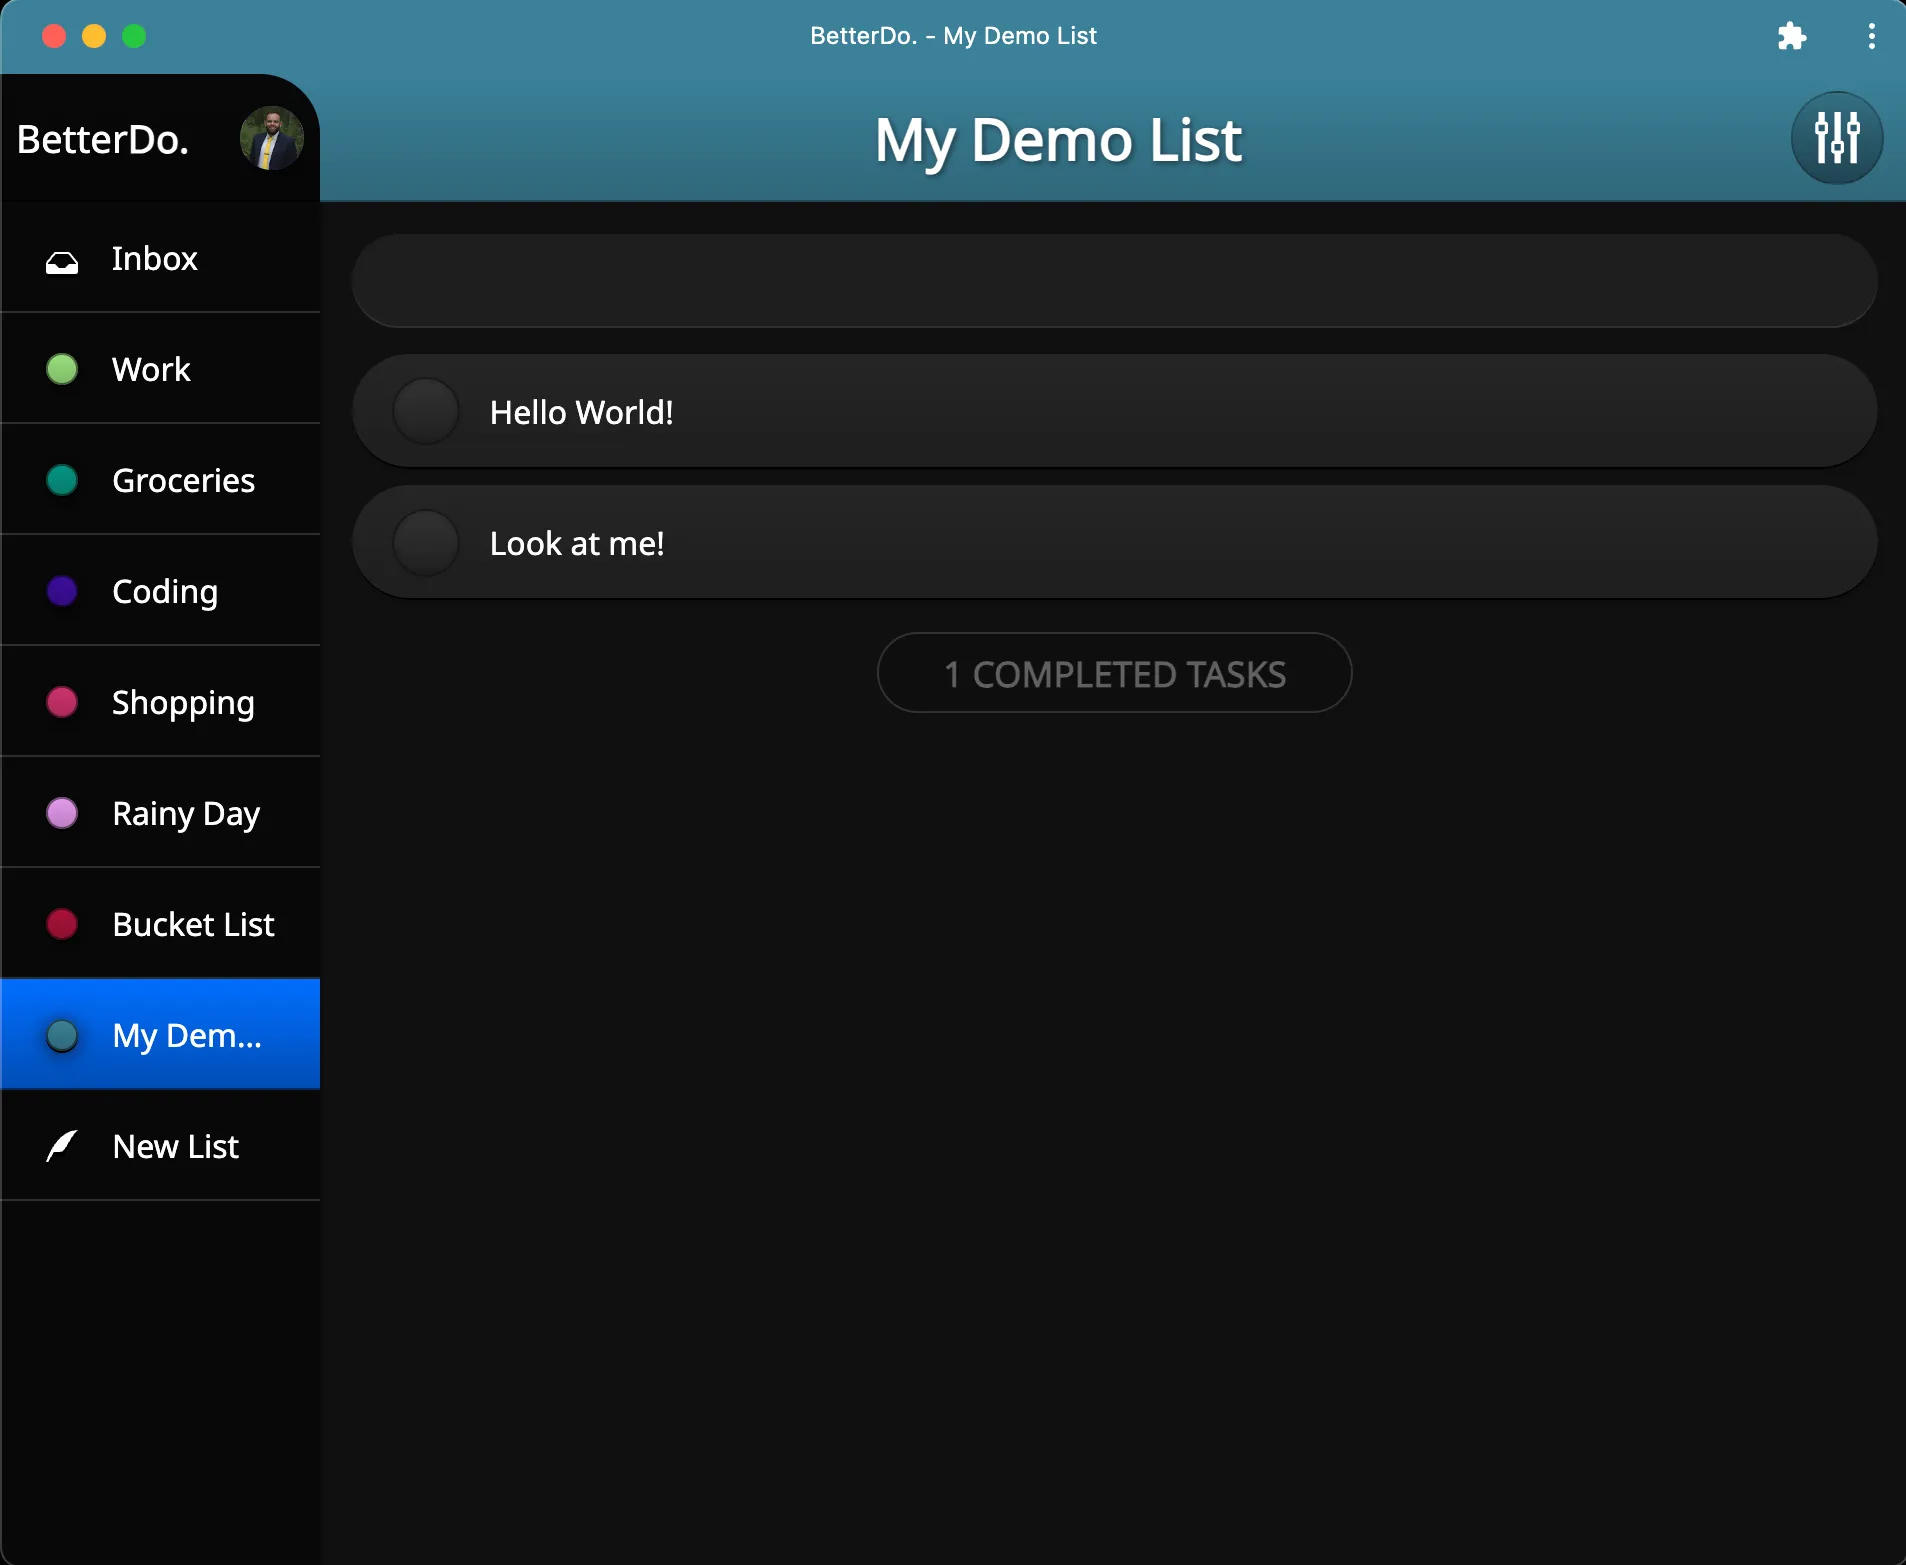 BetterDo. - My Demo List
BetterDo.
My Demo List
Inbox
Work
Groceries
Coding
Shopping
Rainy Day
Bucket List
My Dem...
New List
Hello World!
Look at me!
1 COMPLETED TASKS